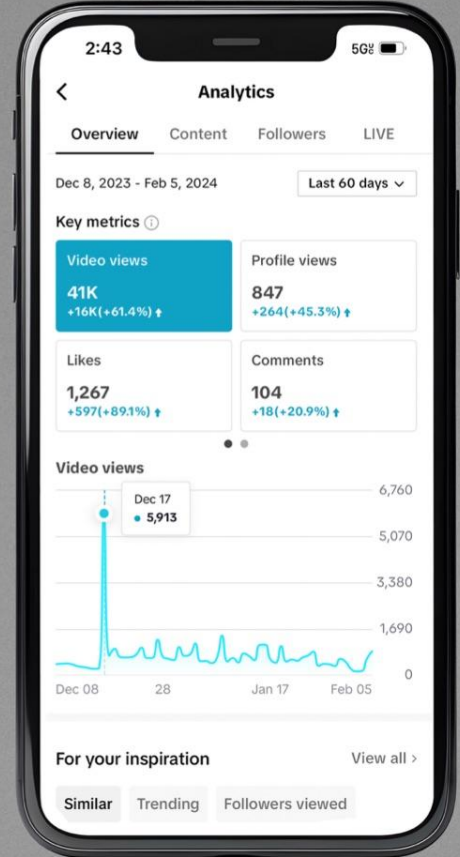 2:43
5G
Analytics
Overview Content Followers LIVE
Dec 8, 2023 - Feb 5, 2024 Last 60 days
Key metrics
Video views Profile views
41K 847
+16K(+61.4%) +264(+45.3%)
Likes Comments
1,267 104
+597(+89.1%) +18(+20.9%)
Video views
6,760
Dec 17
5,913
5,070
3,380
1,690
0
Dec 08 28 Jan 17 Feb 05
For your inspiration View all >
Similar Trending Followers viewed